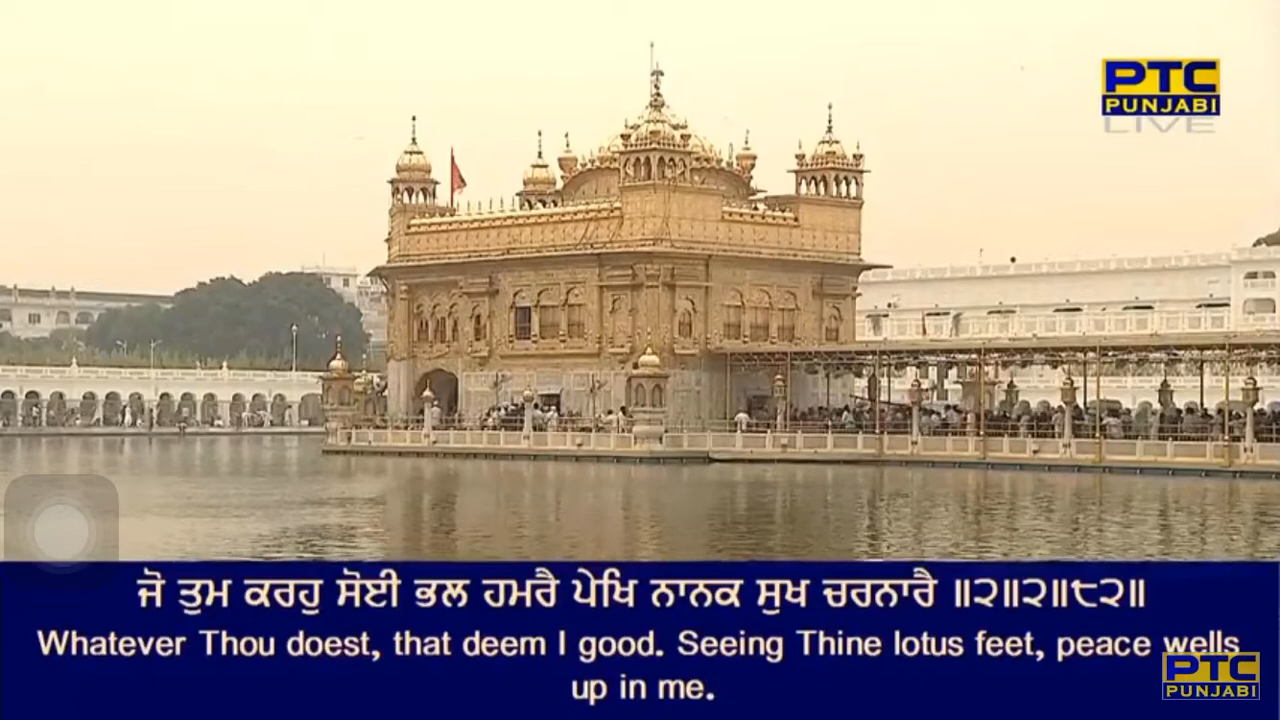 PTC
PUNJABI
LIVE
ਜੋ ਤੁਮ ਕਰਹੁ ਸੋਈ ਭਲ ਹਮਰੈ ਪੇਖਿ ਨਾਨਕ ਸੁਖ ਚਰਨਾਰੈ ॥੨॥੨॥੮੨॥
Whatever Thou doest, that deem I good. Seeing Thine lotus feet, peace wells
up in me.
PTC
PUNJABI